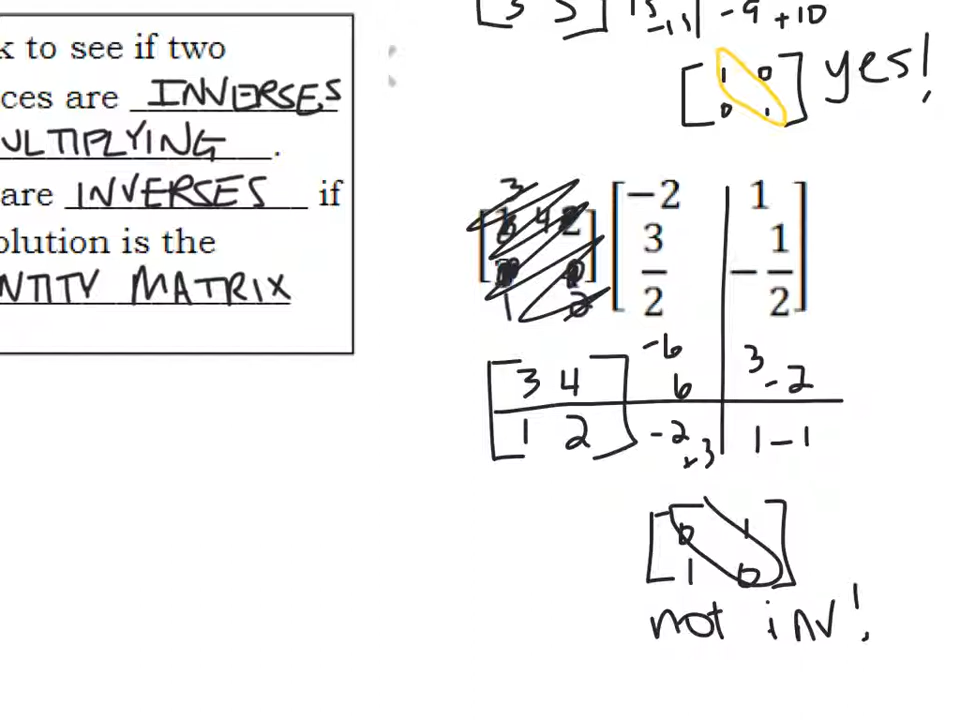 k to see if two
ces are INVERSES
ULTIPLYING.
are INVERSES if
olution is the
NTITY MATRIX
-9 +10
[1 0
0 1] yes!
[-2 1
3/2 -1/2]
[3 4
1 2]
-6
6
3 -2
-2
+3
1 -1
[0 1
1 0]
not inv!